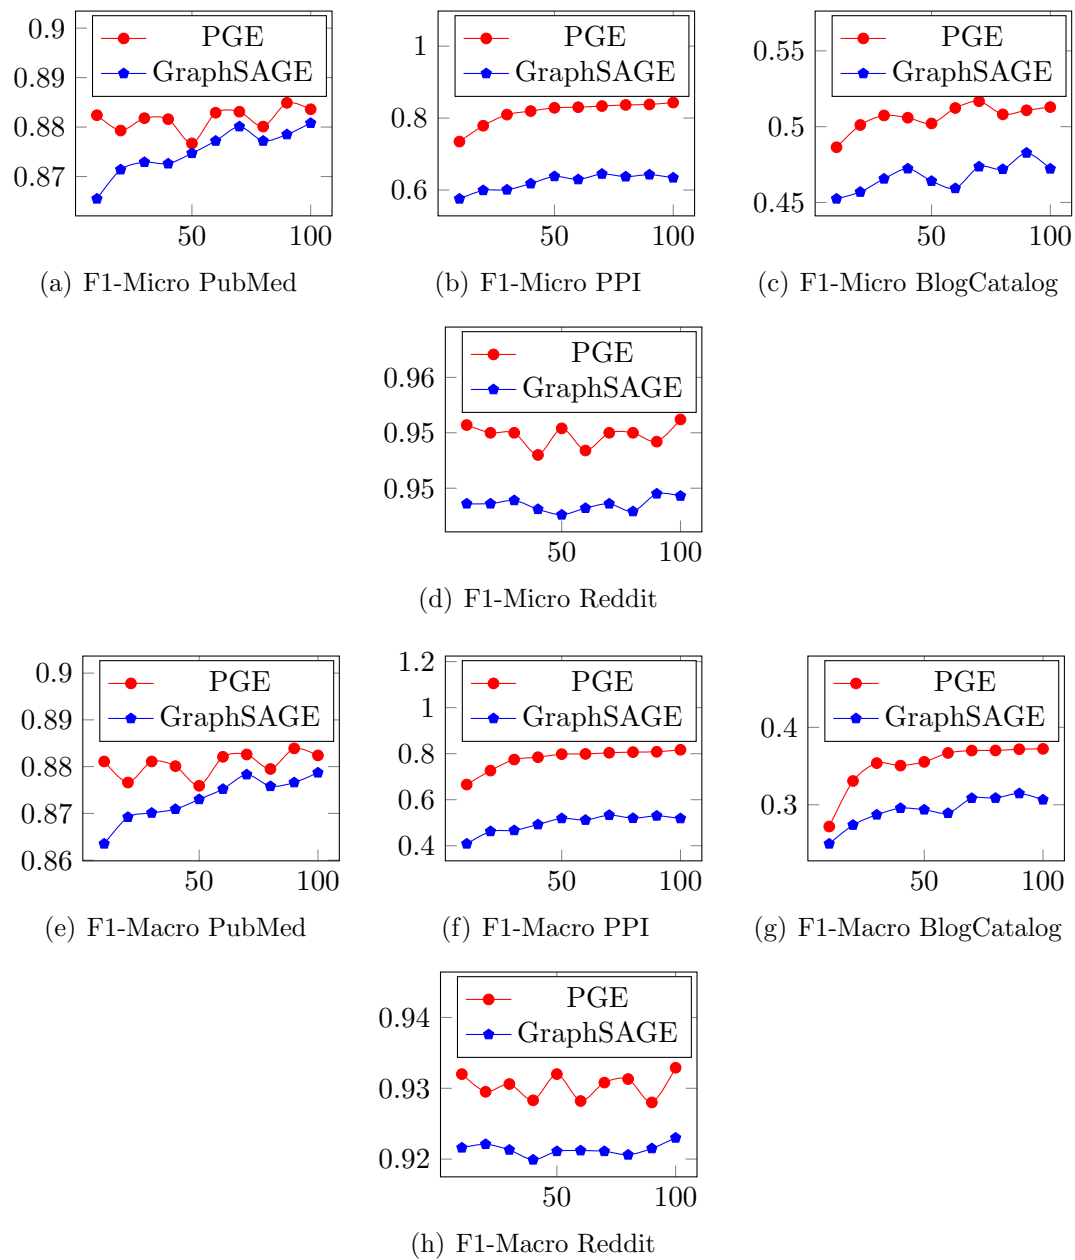 0.9
0.89
0.88
0.87
50
100
PGE
GraphSAGE
(a) F1-Micro PubMed
1
0.8
0.6
50
100
PGE
GraphSAGE
(b) F1-Micro PPI
0.55
0.5
0.45
50
100
PGE
GraphSAGE
(c) F1-Micro BlogCatalog
0.96
0.95
0.95
50
100
PGE
GraphSAGE
(d) F1-Micro Reddit
0.9
0.89
0.88
0.87
0.86
50
100
PGE
GraphSAGE
(e) F1-Macro PubMed
1.2
1
0.8
0.6
0.4
50
100
PGE
GraphSAGE
(f) F1-Macro PPI
0.4
0.3
50
100
PGE
GraphSAGE
(g) F1-Macro BlogCatalog
0.94
0.93
0.92
50
100
PGE
GraphSAGE
(h) F1-Macro Reddit